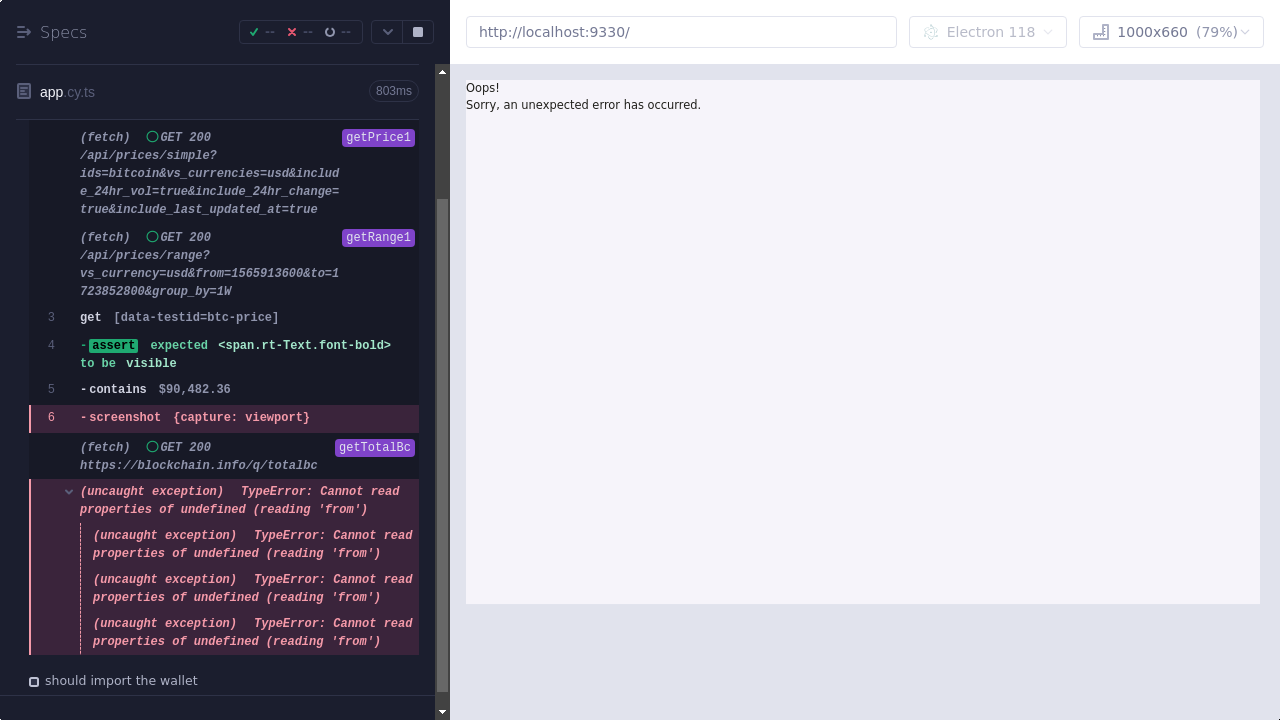 Specs
--
--
--
http://localhost:9330/
Electron 118
1000x660 (79%)
app.cy.ts
803ms
(fetch) GET 200 getPrice1
/api/prices/simple?
ids=bitcoin&vs_currencies=usd&includ
e_24hr_vol=true&include_24hr_change=
true&include_last_updated_at=true
(fetch) GET 200 getRange1
/api/prices/range?
vs_currency=usd&from=1565913600&to=1
723852800&group_by=1W
3 get [data-testid=btc-price]
4 -assert expected <span.rt-Text.font-bold>
to be visible
5 -contains $90,482.36
6 -screenshot {capture: viewport}
(fetch) GET 200 getTotalBc
https://blockchain.info/q/totalbc
(uncaught exception) TypeError: Cannot read
properties of undefined (reading 'from')
(uncaught exception) TypeError: Cannot read
properties of undefined (reading 'from')
(uncaught exception) TypeError: Cannot read
properties of undefined (reading 'from')
(uncaught exception) TypeError: Cannot read
properties of undefined (reading 'from')
should import the wallet
Oops!
Sorry, an unexpected error has occurred.